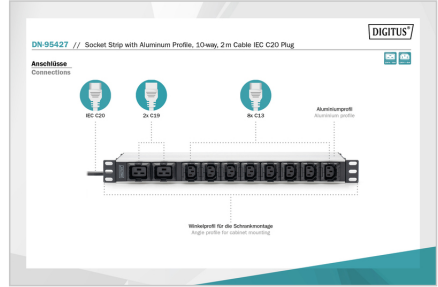 DIGITUS®
DN-95427 // Socket Strip with Aluminum Profile, 10-way, 2 m Cable IEC C20 Plug
Anschlüsse
Connections
IEC C20
2x C19
8x C13
Aluminiumprofil
Aluminium profile
Winkelprofil für die Schrankmontage
Angle profile for cabinet mounting